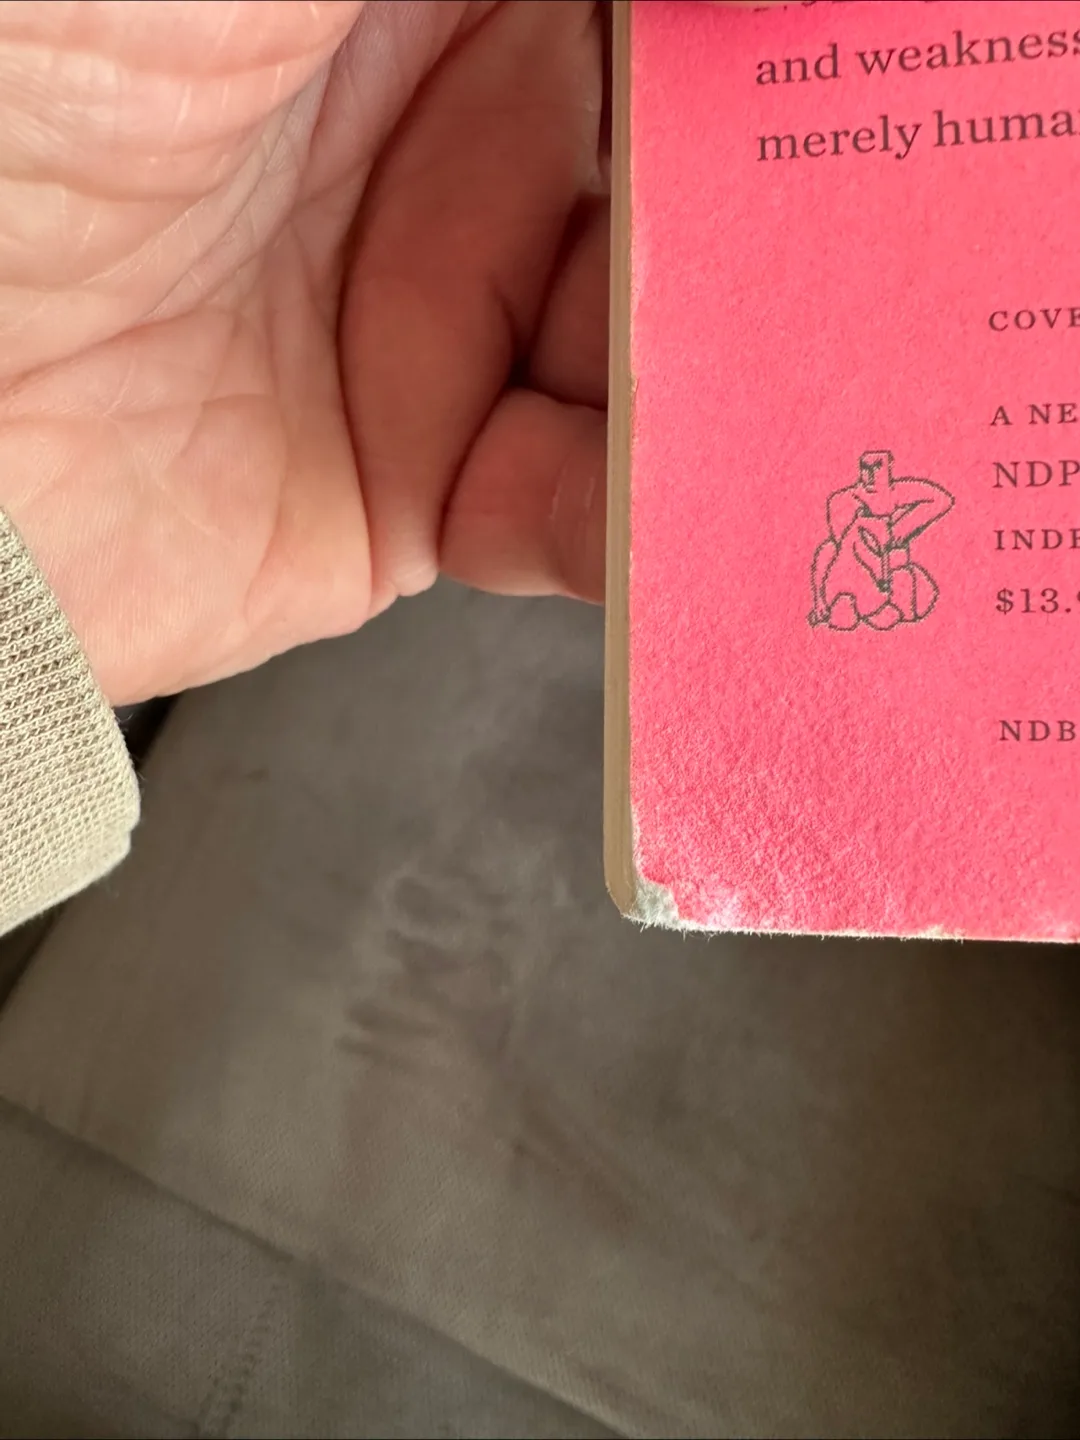 and weakness
merely huma
COVE
A NE
NDP
INDE
$13.
NDB